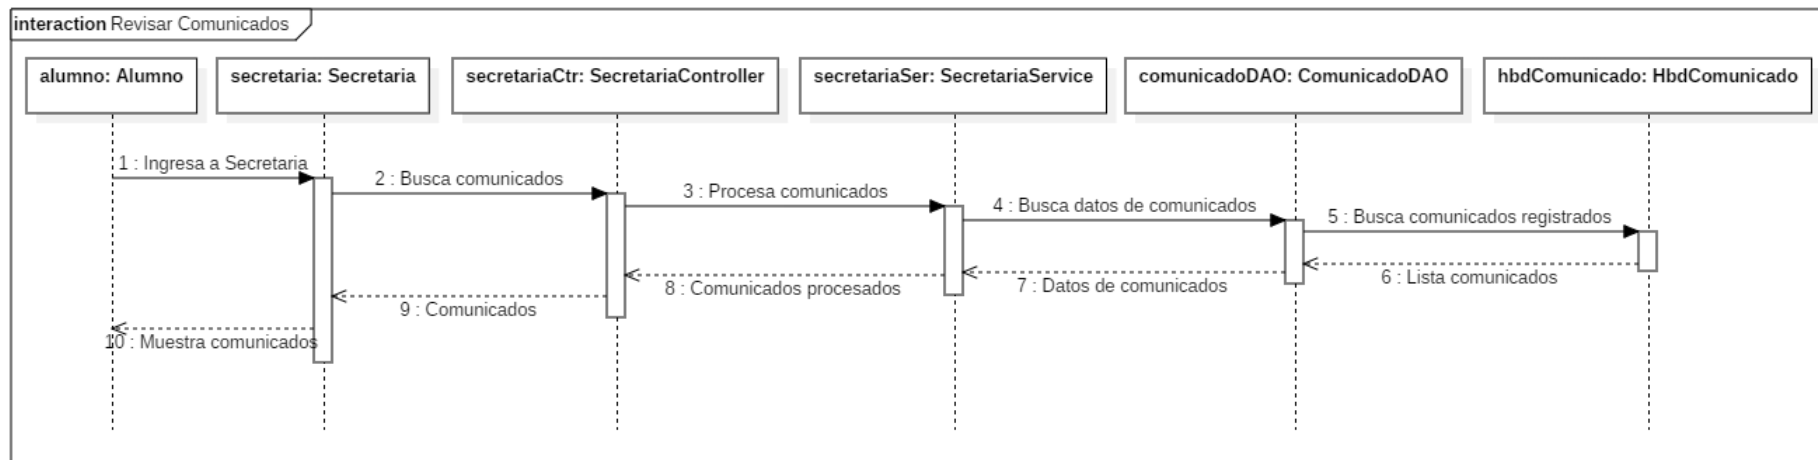 interaction Revisar Comunicados
alumno: Alumno
secretaria: Secretaria
secretariaCtr: SecretariaController
secretariaSer: SecretariaService
comunicadoDAO: ComunicadoDAO
hbdComunicado: HbdComunicado
1 : Ingresa a Secretaria
2 : Busca comunicados
3 : Procesa comunicados
4 : Busca datos de comunicados
5 : Busca comunicados registrados
6 : Lista comunicados
7 : Datos de comunicados
8 : Comunicados procesados
9 : Comunicados
10 : Muestra comunicados